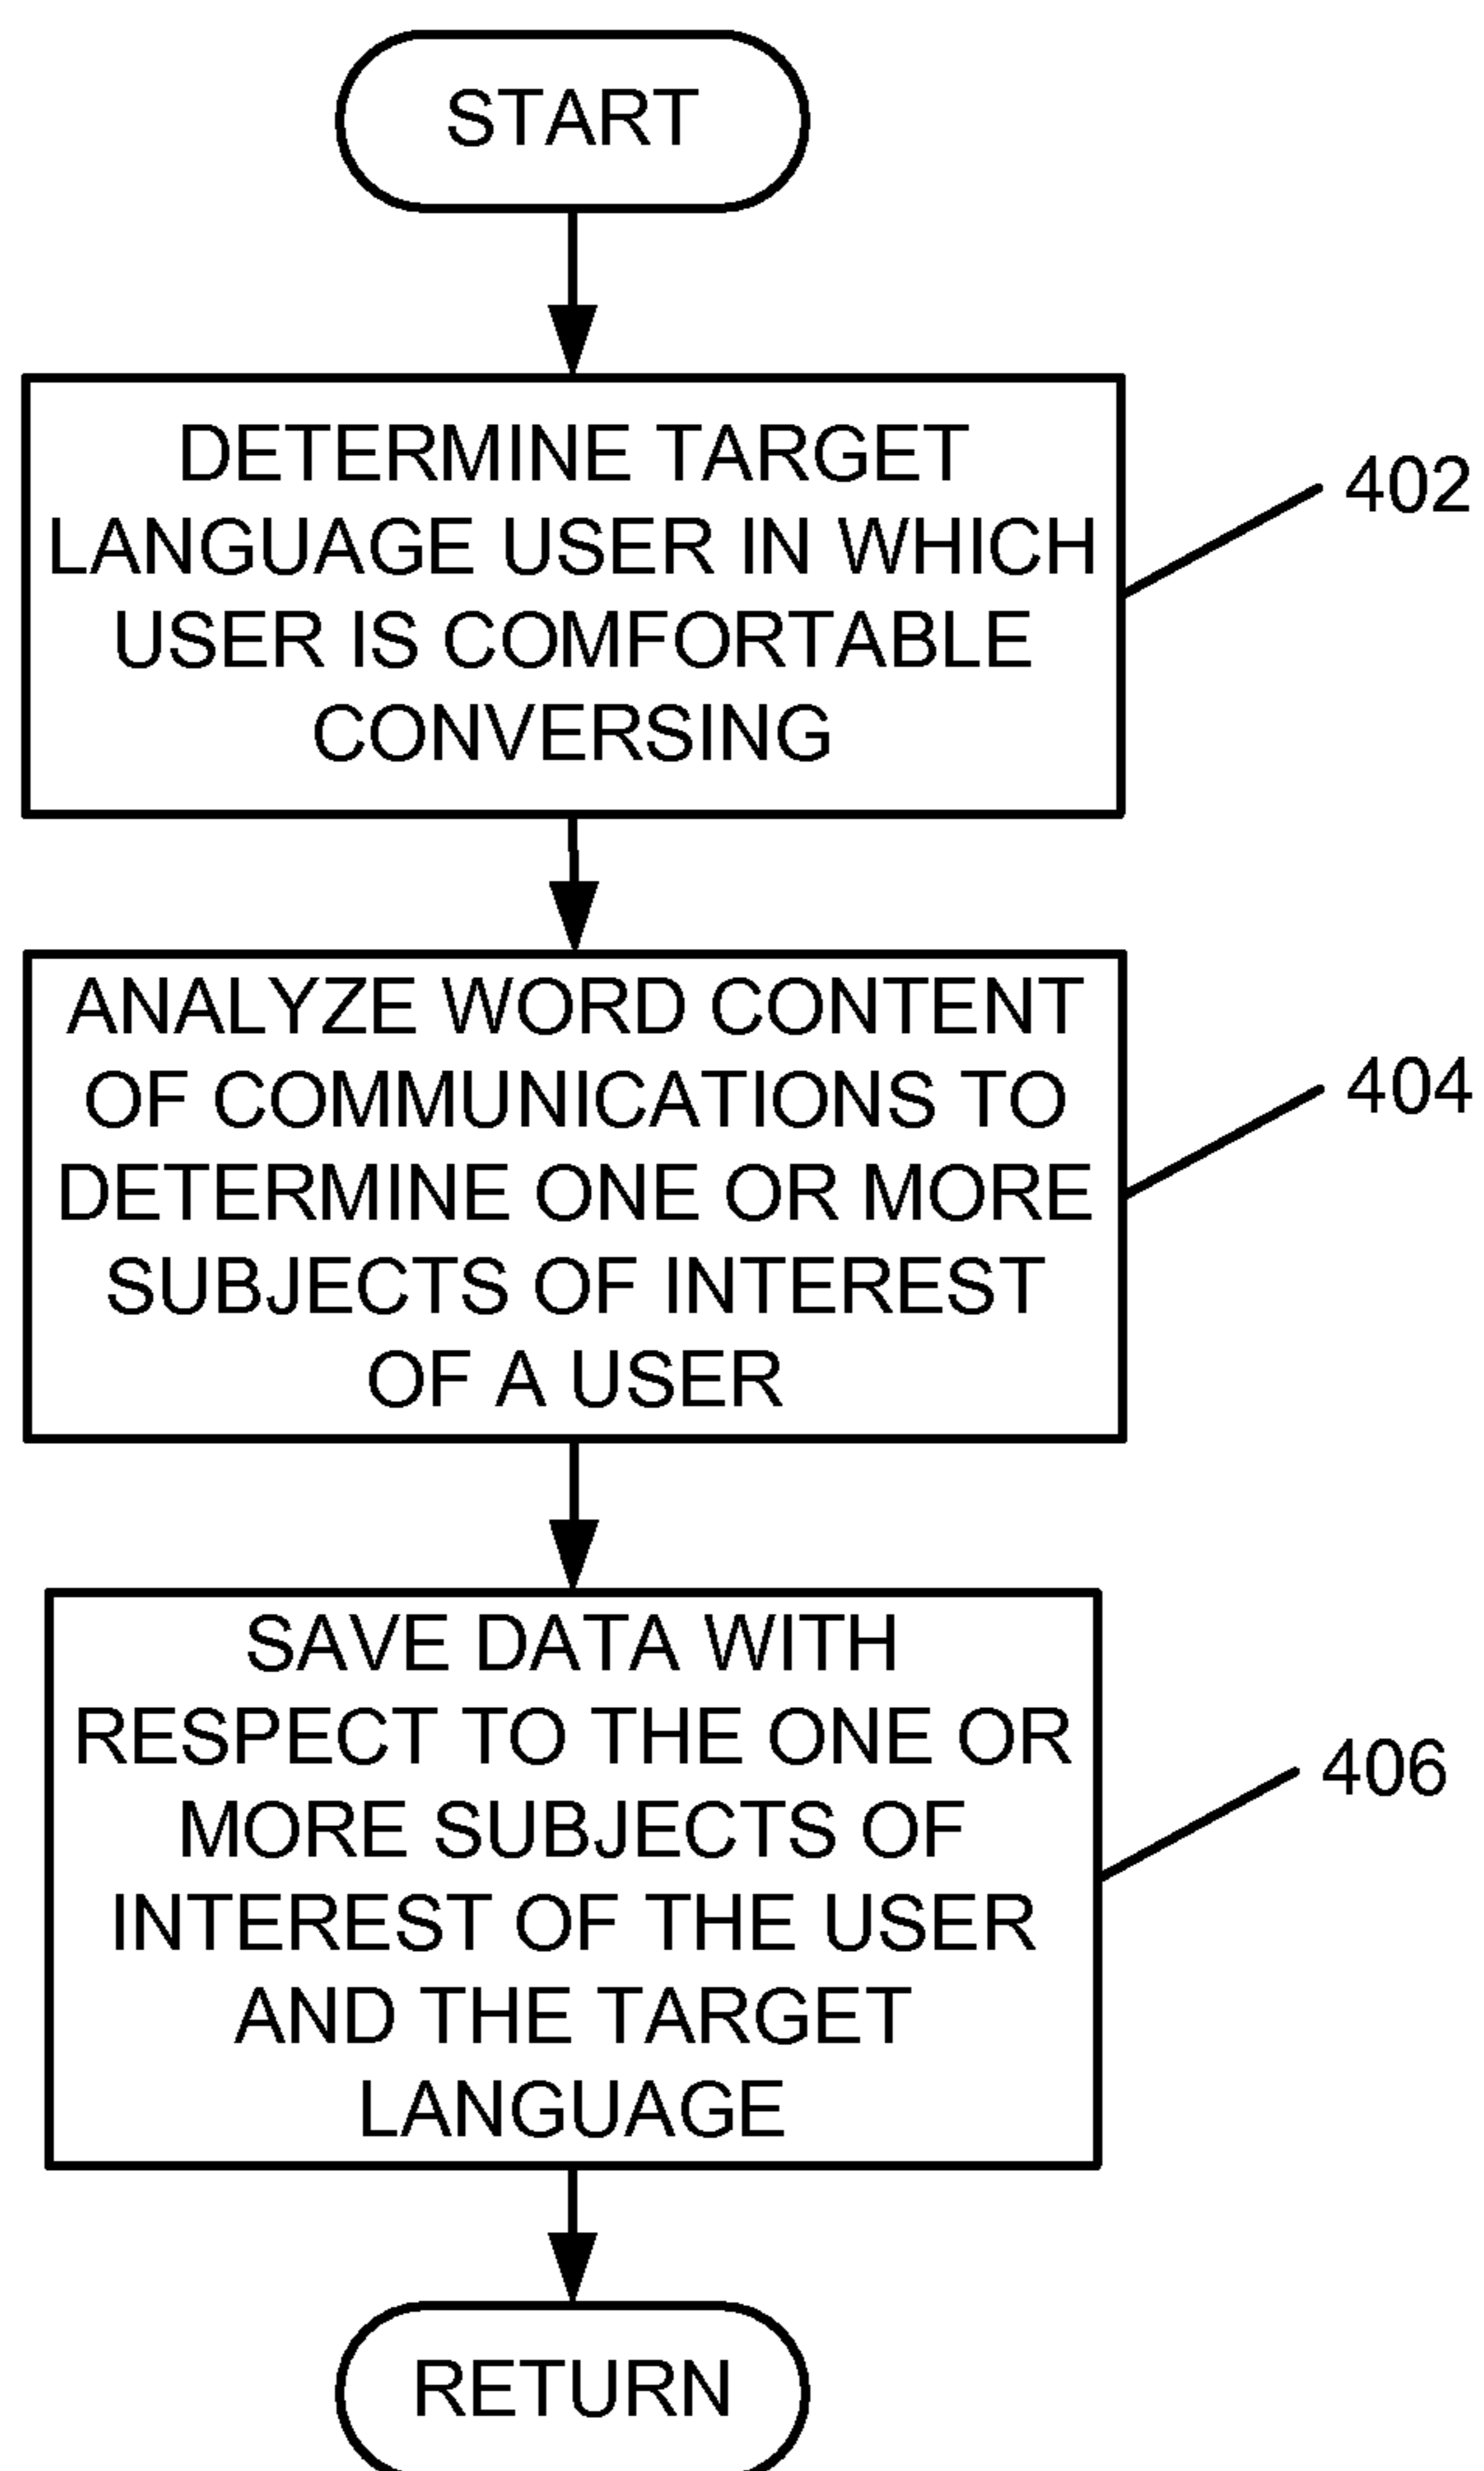 START
DETERMINE TARGET
LANGUAGE USER IN WHICH
USER IS COMFORTABLE
CONVERSING
402
ANALYZE WORD CONTENT
OF COMMUNICATIONS TO
DETERMINE ONE OR MORE
SUBJECTS OF INTEREST
OF A USER
404
SAVE DATA WITH
RESPECT TO THE ONE OR
MORE SUBJECTS OF
INTEREST OF THE USER
AND THE TARGET
LANGUAGE
406
RETURN